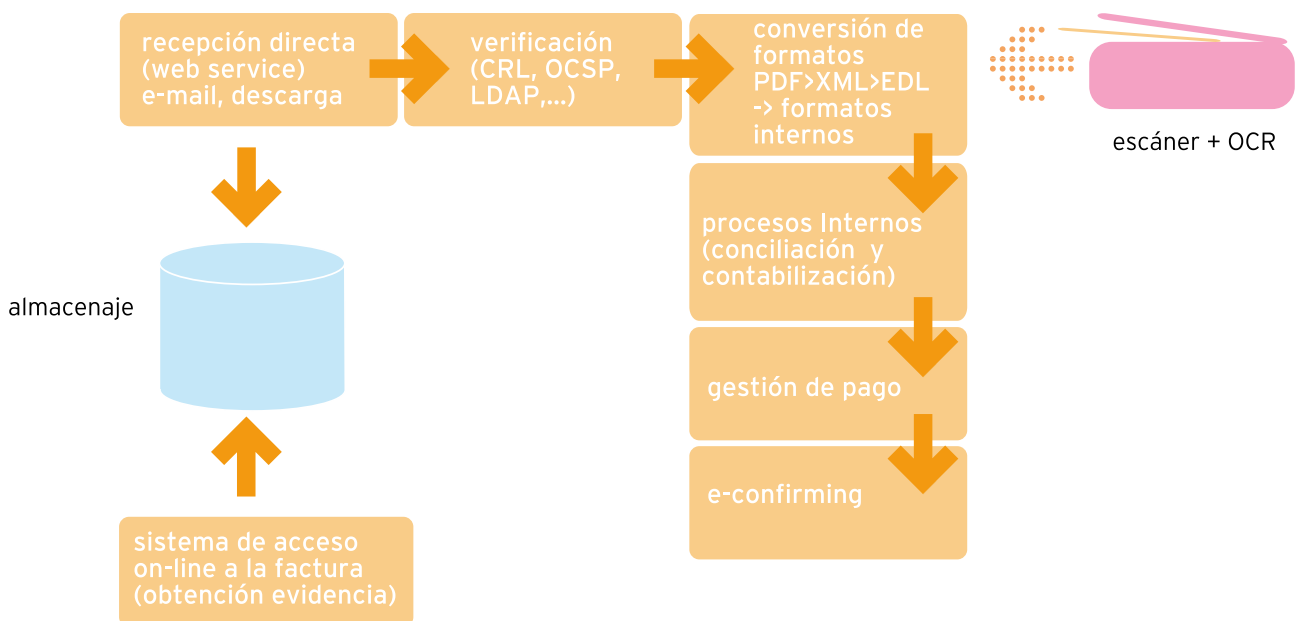 recepción directa
(web service)
e-mail, descarga
verificación
(CRL, OCSP,
LDAP,...)
conversión de
formatos
PDF>XML>EDL
-> formatos
internos
escáner + OCR
procesos Internos
(conciliación y
contabilización)
almacenaje
gestión de pago
e-confirming
sistema de acceso
on-line a la factura
(obtención evidencia)